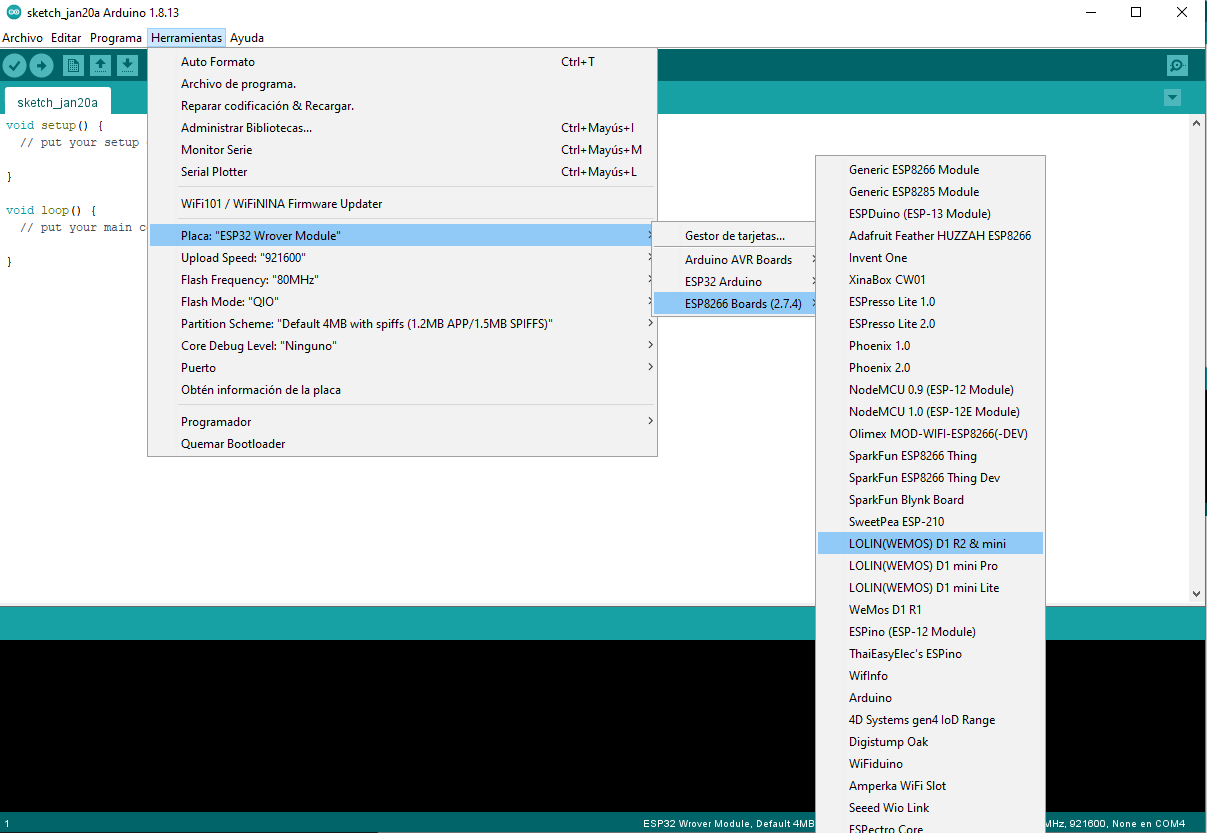 sketch_jan20a Arduino 1.8.13
Archivo Editar Programa Herramientas Ayuda
sketch_jan20a
void setup() {
// put your setup
}
void loop() {
// put your main c
}
Auto Formato Ctrl+T
Archivo de programa.
Reparar codificación & Recargar.
Administrar Bibliotecas... Ctrl+Mayús+I
Monitor Serie Ctrl+Mayús+M
Serial Plotter Ctrl+Mayús+L
WiFi101 / WiFiNINA Firmware Updater
Placa: "ESP32 Wrover Module"
Upload Speed: "921600"
Flash Frequency: "80MHz"
Flash Mode: "QIO"
Partition Scheme: "Default 4MB with spiffs (1.2MB APP/1.5MB SPIFFS)"
Core Debug Level: "Ninguno"
Puerto
Obtén información de la placa
Programador
Quemar Bootloader
Gestor de tarjetas...
Arduino AVR Boards
ESP32 Arduino
ESP8266 Boards (2.7.4)
Generic ESP8266 Module
Generic ESP8285 Module
ESPDuino (ESP-13 Module)
Adafruit Feather HUZZAH ESP8266
Invent One
XinaBox CW01
ESPresso Lite 1.0
ESPresso Lite 2.0
Phoenix 1.0
Phoenix 2.0
NodeMCU 0.9 (ESP-12 Module)
NodeMCU 1.0 (ESP-12E Module)
Olimex MOD-WIFI-ESP8266(-DEV)
SparkFun ESP8266 Thing
SparkFun ESP8266 Thing Dev
SparkFun Blynk Board
SweetPea ESP-210
LOLIN(WEMOS) D1 R2 & mini
LOLIN(WEMOS) D1 mini Pro
LOLIN(WEMOS) D1 mini Lite
WeMos D1 R1
ESPino (ESP-12 Module)
ThaiEasyElec's ESPino
WifInfo
Arduino
4D Systems gen4 IoD Range
Digistump Oak
WiFiduino
Amperka WiFi Slot
Seeed Wio Link
ESPectro Core
1 ESP32 Wrover Module, Default 4MB MHz, 921600, None en COM4